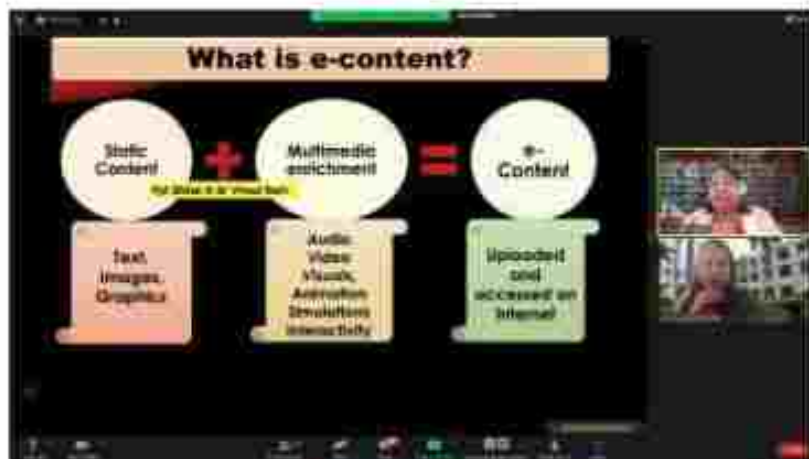 What is e-content?
Static
Content
Multimedia
enrichment
e-
Content
Text,
Images,
Graphics
Audio
Video
Visuals,
Animation
Simulations
Interactivity
Uploaded
and
accessed on
Internet